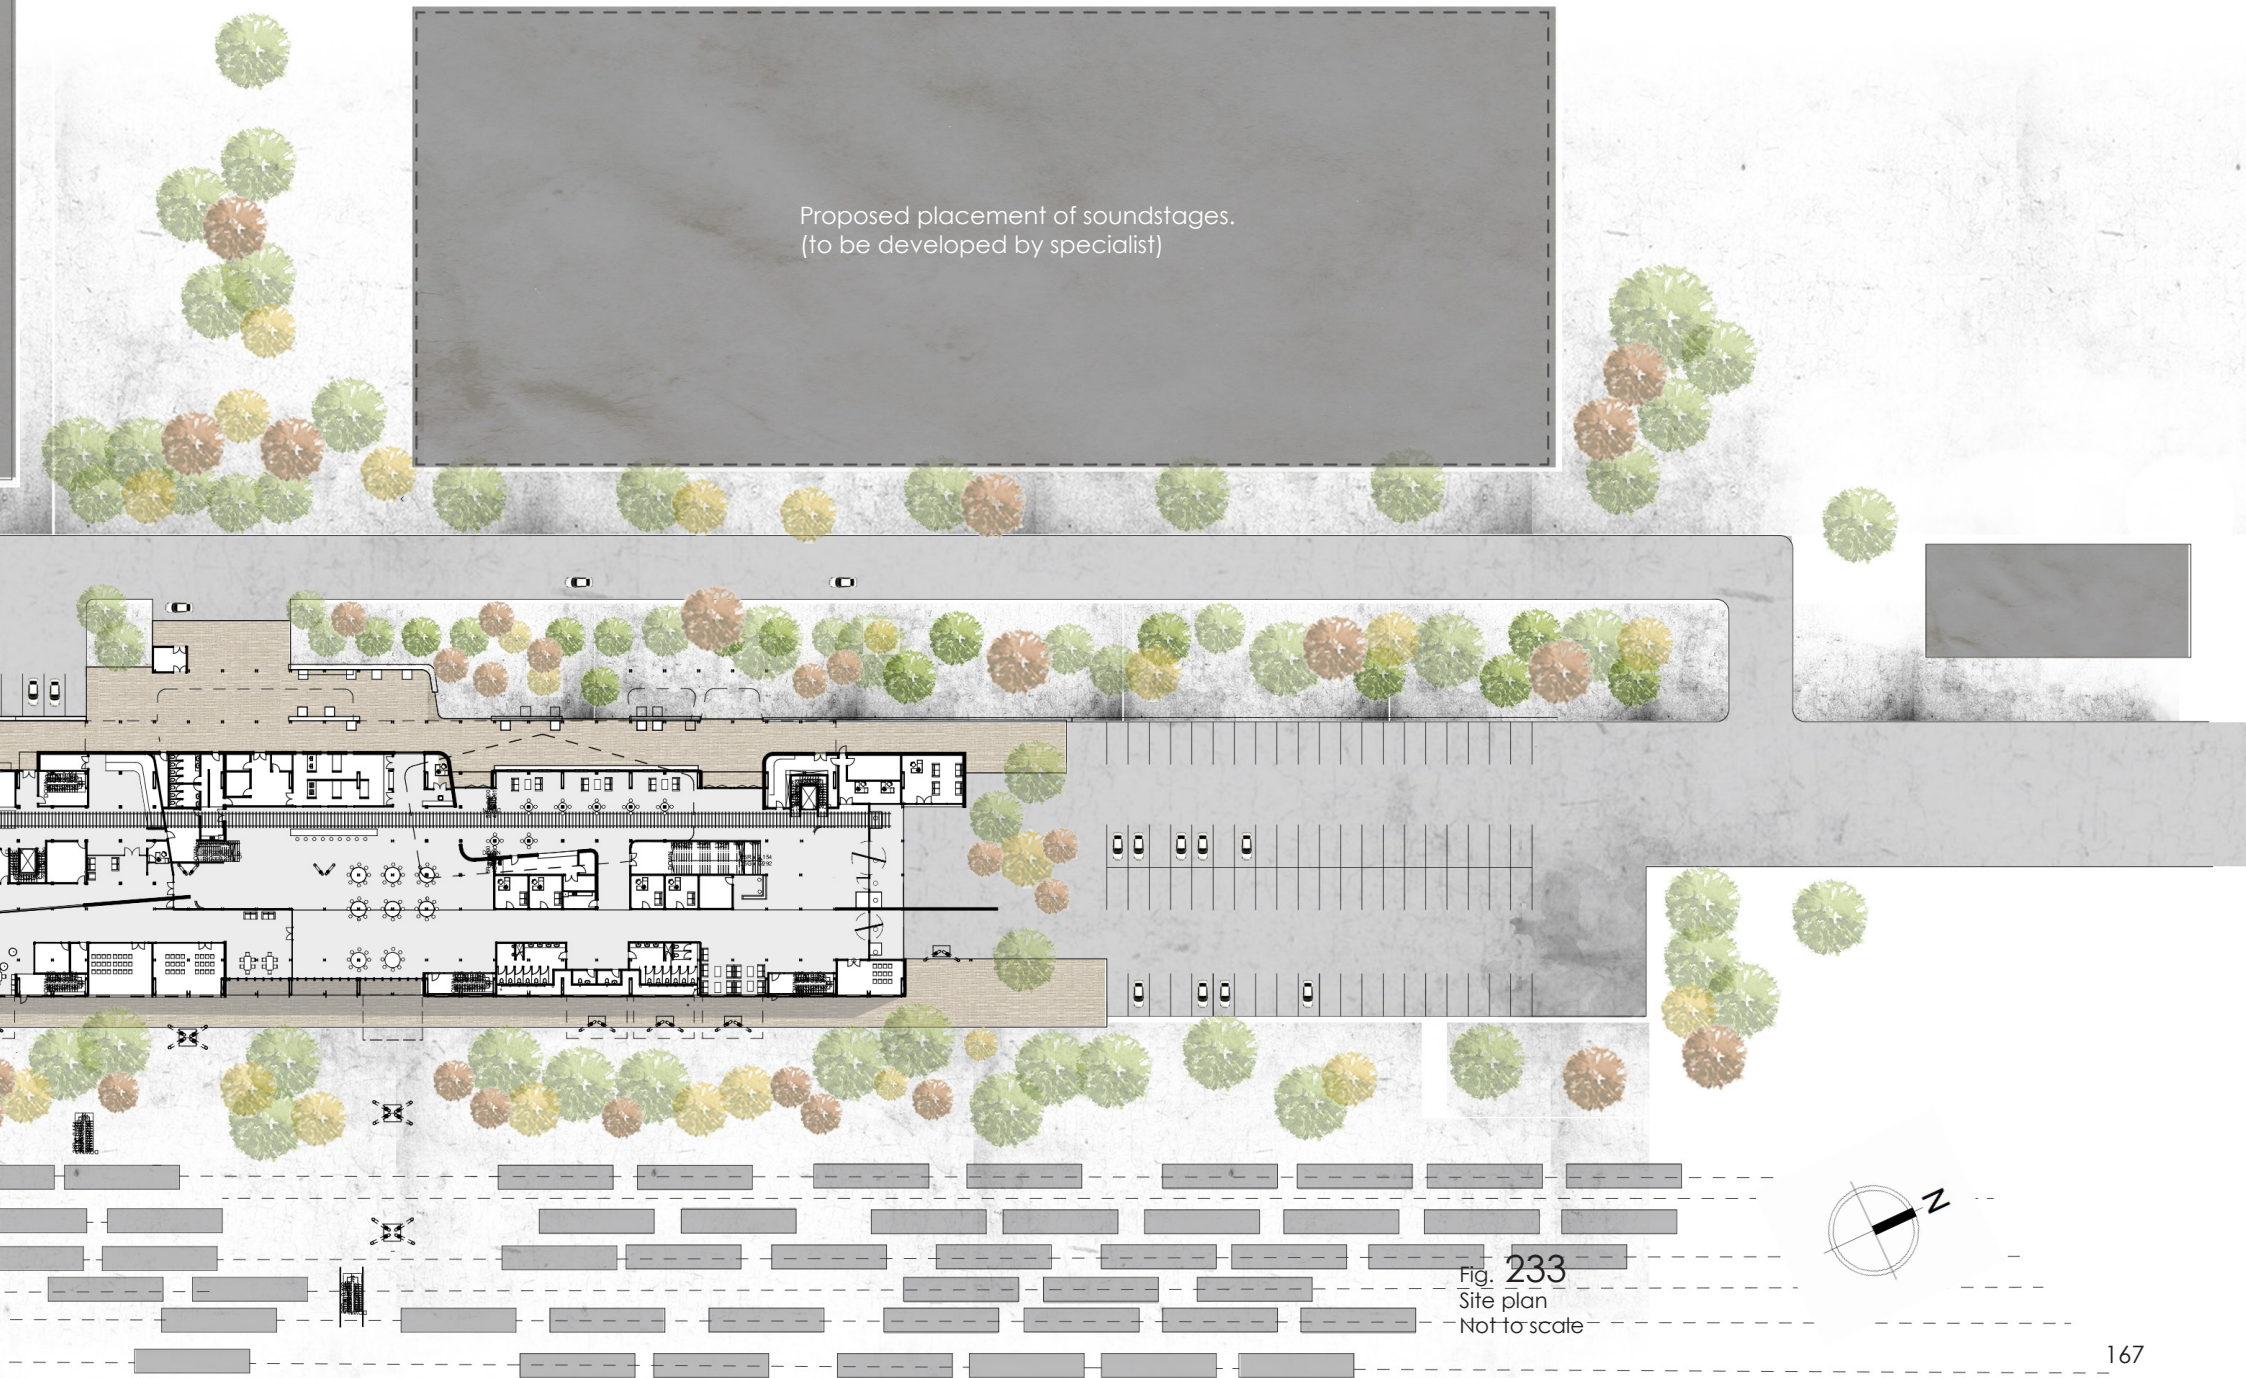 Proposed placement of soundstages.
(to be developed by specialist)
N
Fig. 233
Site plan
Not to scale
167